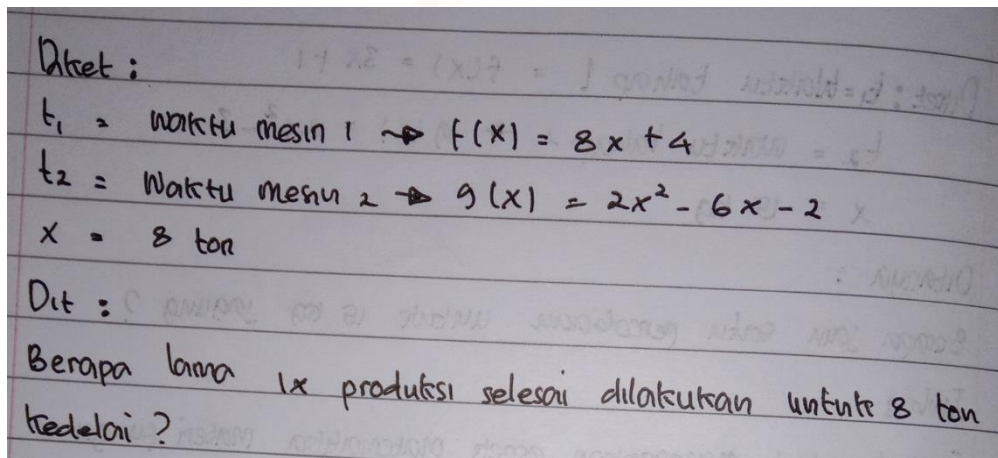 Diket :
t₁ = waktu mesin 1 → f(x) = 8x + 4
t₂ = Waktu mesin 2 → g(x) = 2x² - 6x - 2
x = 8 ton
Dit :
Berapa lama 1x produksi selesai dilakukan untuk 8 ton
kedelai ?